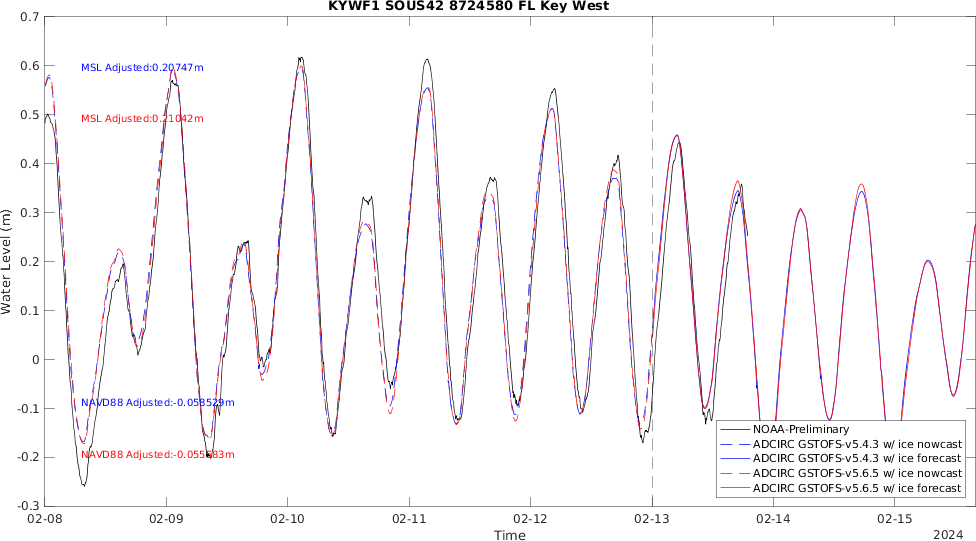 KYWF1 SOUS42 8724580 FL Key West
0.7
0.6
0.5
0.4
0.3
0.2
0.1
0
-0.1
-0.2
-0.3
Water Level (m)
MSL Adjusted:0.20747m
MSL Adjusted:0.21042m
NAVD88 Adjusted:-0.058529m
NAVD88 Adjusted:-0.055583m
NOAA-Preliminary
ADCIRC GSTOFS-v5.4.3 w/ ice nowcast
ADCIRC GSTOFS-v5.4.3 w/ ice forecast
ADCIRC GSTOFS-v5.6.5 w/ ice nowcast
ADCIRC GSTOFS-v5.6.5 w/ ice forecast
02-08
02-09
02-10
02-11
02-12
02-13
02-14
02-15
Time
2024